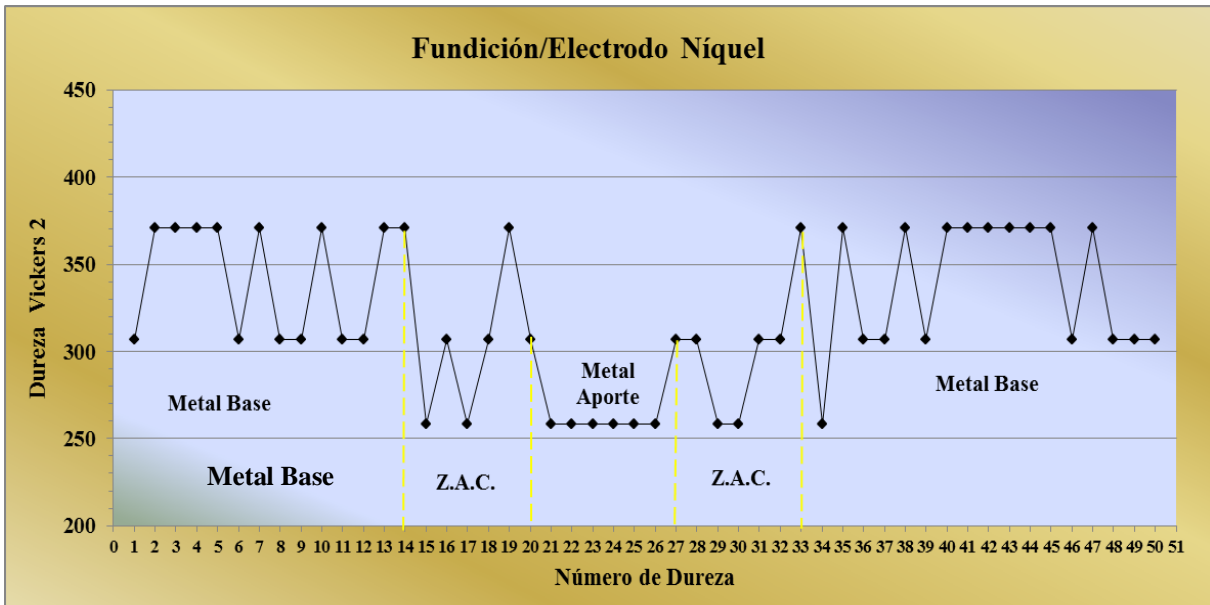 Fundición/Electrodo Níquel
Dureza Vickers 2
450
400
350
300
250
200
Metal Base
Metal Base
Z.A.C.
Metal
Aporte
Z.A.C.
Metal Base
0 1 2 3 4 5 6 7 8 9 10 11 12 13 14 15 16 17 18 19 20 21 22 23 24 25 26 27 28 29 30 31 32 33 34 35 36 37 38 39 40 41 42 43 44 45 46 47 48 49 50 51
Número de Dureza